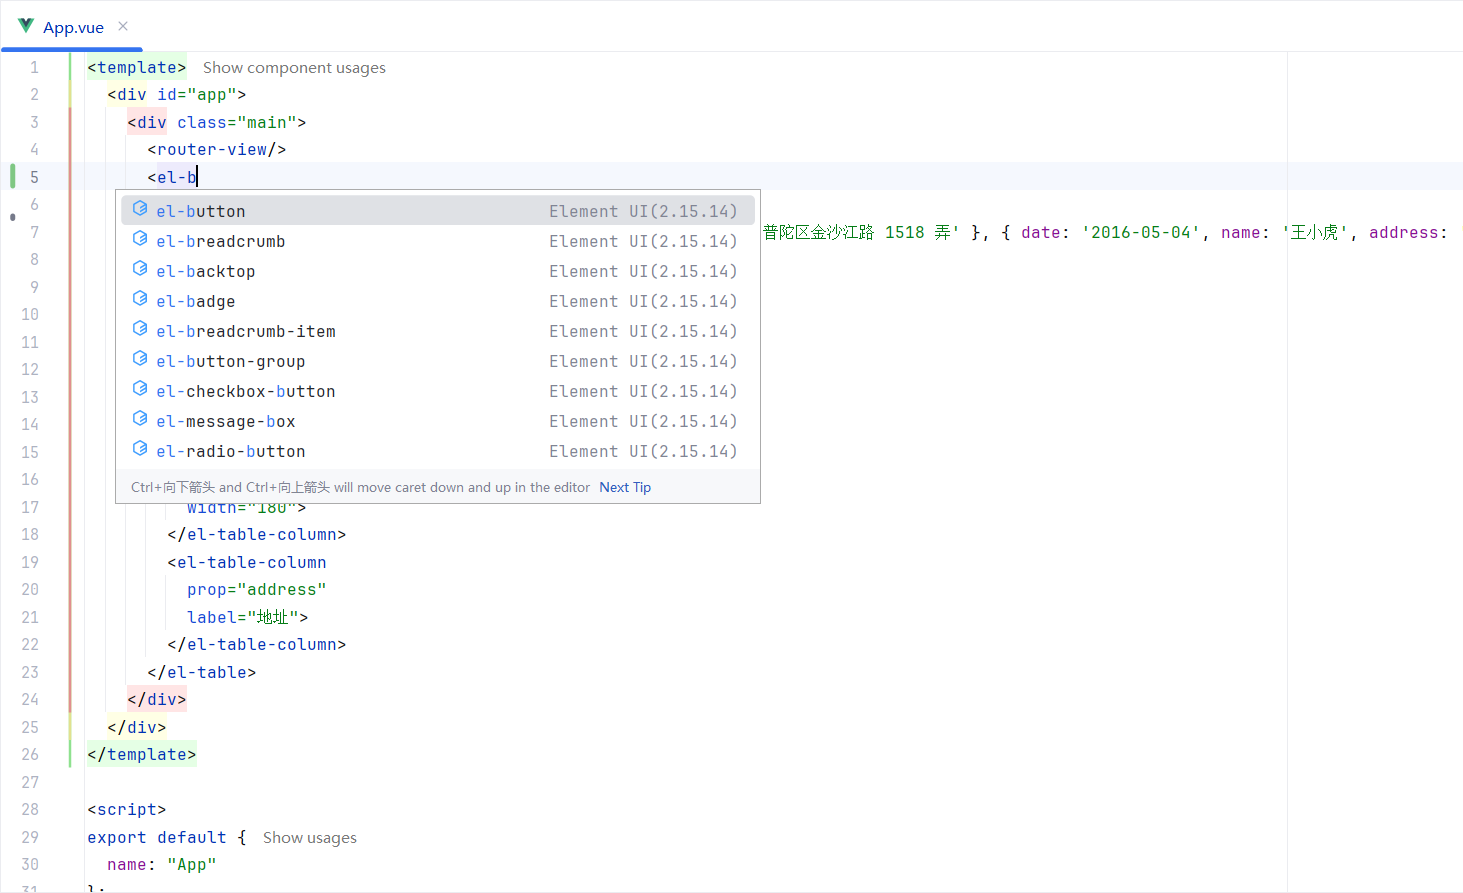 App.vue
1 <template> Show component usages
2 <div id="app">
3 <div class="main">
4 <router-view/>
5 <el-b
6
7 普陀区金沙江路 1518 弄' }, { date: '2016-05-04', name: '王小虎', address:
8
9
10
11
12
13
14
15
16
el-button Element UI(2.15.14)
el-breadcrumb Element UI(2.15.14)
el-backtop Element UI(2.15.14)
el-badge Element UI(2.15.14)
el-breadcrumb-item Element UI(2.15.14)
el-button-group Element UI(2.15.14)
el-checkbox-button Element UI(2.15.14)
el-message-box Element UI(2.15.14)
el-radio-button Element UI(2.15.14)
Ctrl+向下箭头 and Ctrl+向上箭头 will move caret down and up in the editor Next Tip
17 width="180">
18 </el-table-column>
19 <el-table-column
20 prop="address"
21 label="地址">
22 </el-table-column>
23 </el-table>
24 </div>
25 </div>
26 </template>
27
28 <script>
29 export default { Show usages
30 name: "App"
31 };